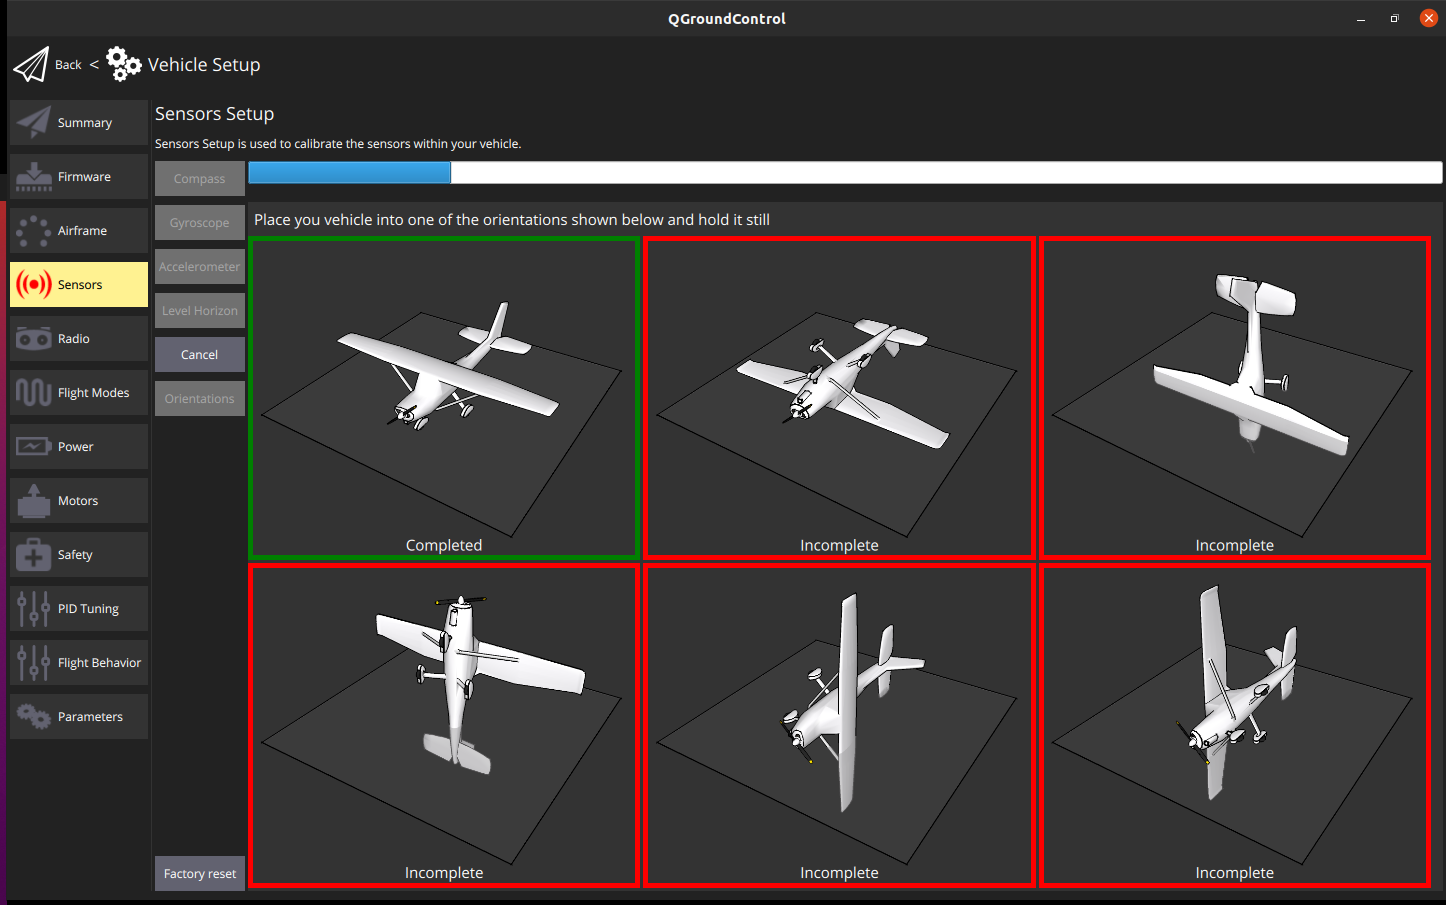 QGroundControl
Back < Vehicle Setup
Summary
Firmware
Airframe
Sensors
Radio
Flight Modes
Power
Motors
Safety
PID Tuning
Flight Behavior
Parameters
Sensors Setup
Sensors Setup is used to calibrate the sensors within your vehicle.
Compass
Gyroscope
Accelerometer
Level Horizon
Cancel
Orientations
Factory reset
Place you vehicle into one of the orientations shown below and hold it still
Completed
Incomplete
Incomplete
Incomplete
Incomplete
Incomplete